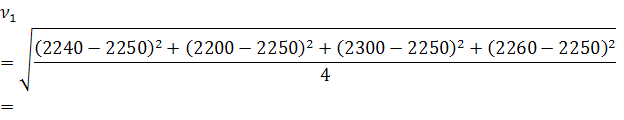 ν₁
= √((2240 − 2250)² + (2200 − 2250)² + (2300 − 2250)² + (2260 − 2250)²)/4
=